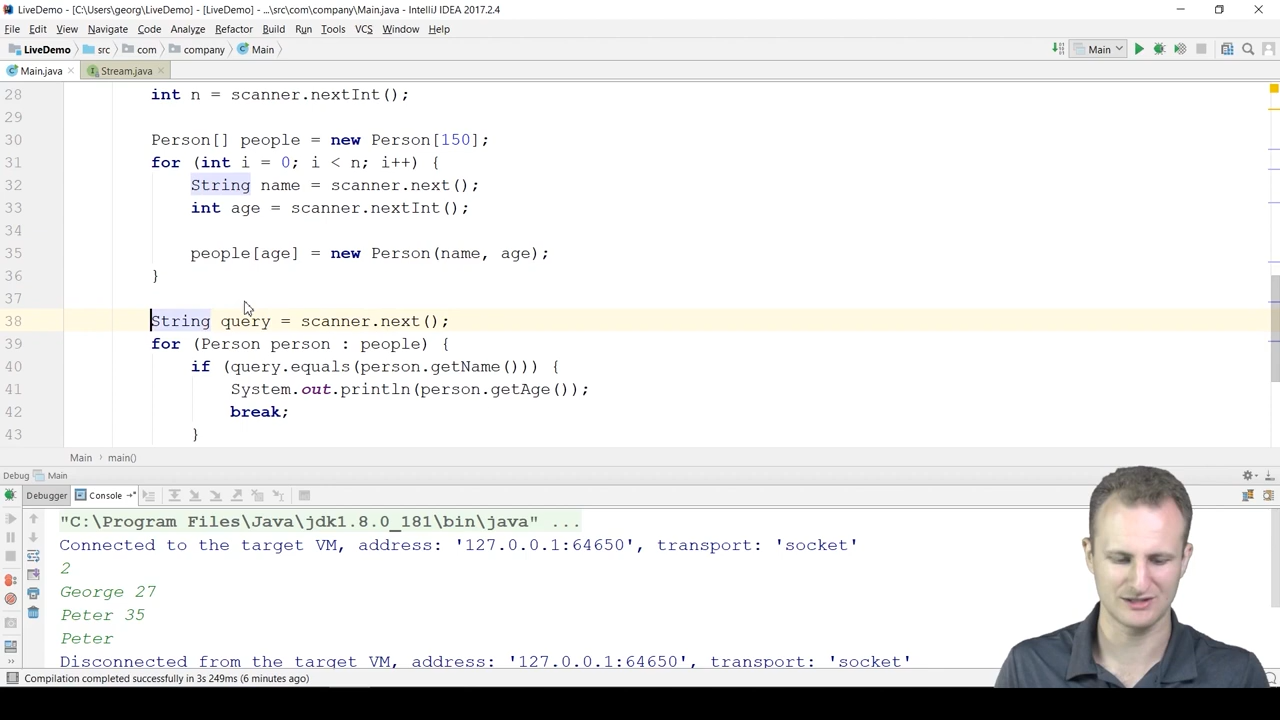 LiveDemo - [C:\Users\georg\LiveDemo] - [LiveDemo] - ...\src\com\company\Main.java - IntelliJ IDEA 2017.2.4
File Edit View Navigate Code Analyze Refactor Build Run Tools VCS Window Help
LiveDemo src com company Main Main
Main.java Stream.java
28 int n = scanner.nextInt();
29
30 Person[] people = new Person[150];
31 for (int i = 0; i < n; i++) {
32 String name = scanner.next();
33 int age = scanner.nextInt();
34
35 people[age] = new Person(name, age);
36 }
37
38 String query = scanner.next();
39 for (Person person : people) {
40 if (query.equals(person.getName())) {
41 System.out.println(person.getAge());
42 break;
43 }
Main main()
Debug Main
Debugger Console
"C:\Program Files\Java\jdk1.8.0_181\bin\java" ...
Connected to the target VM, address: '127.0.0.1:64650', transport: 'socket'
2
George 27
Peter 35
Peter
Disconnected from the target VM, address: '127.0.0.1:64650', transport: 'socket'
Compilation completed successfully in 3s 249ms (6 minutes ago)